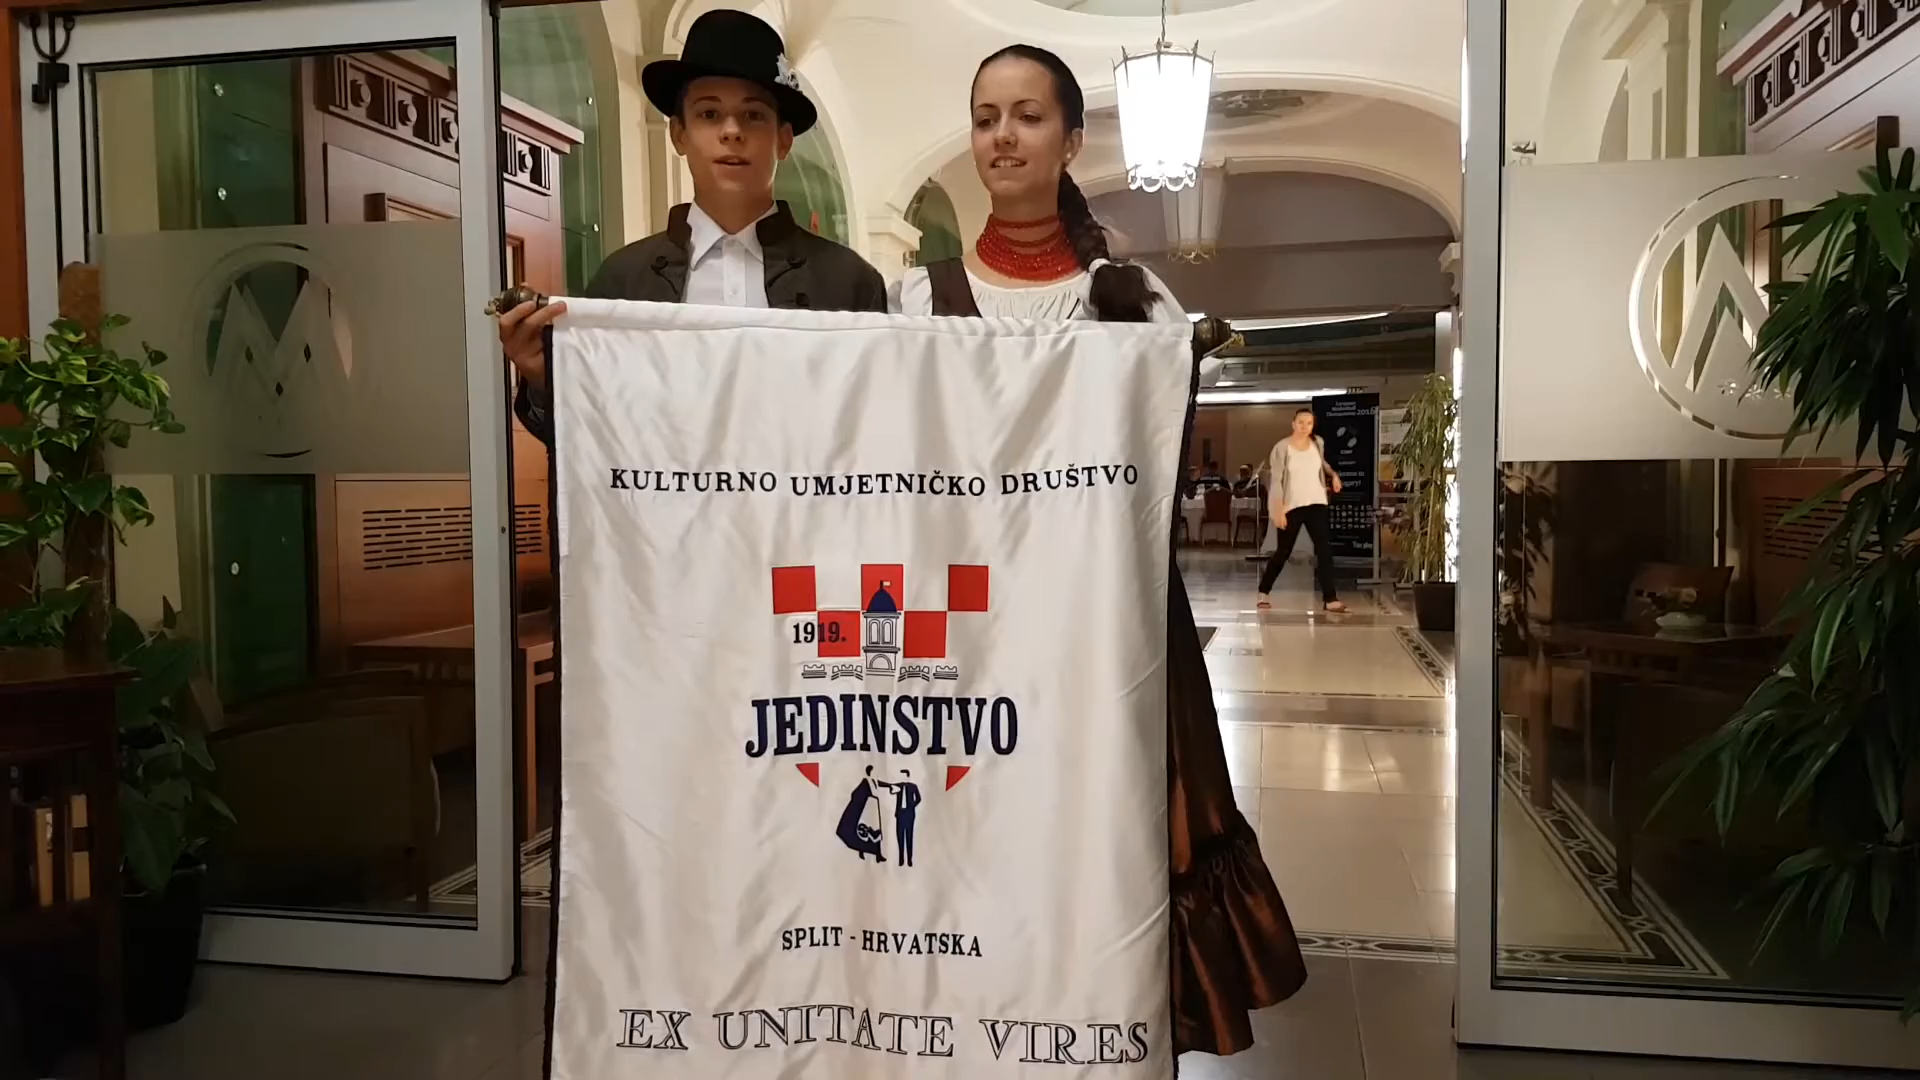 KULTURNO UMJETNIČKO DRUŠTVO
1919.
JEDINSTVO
SPLIT - HRVATSKA
EX UNITATE VIRES